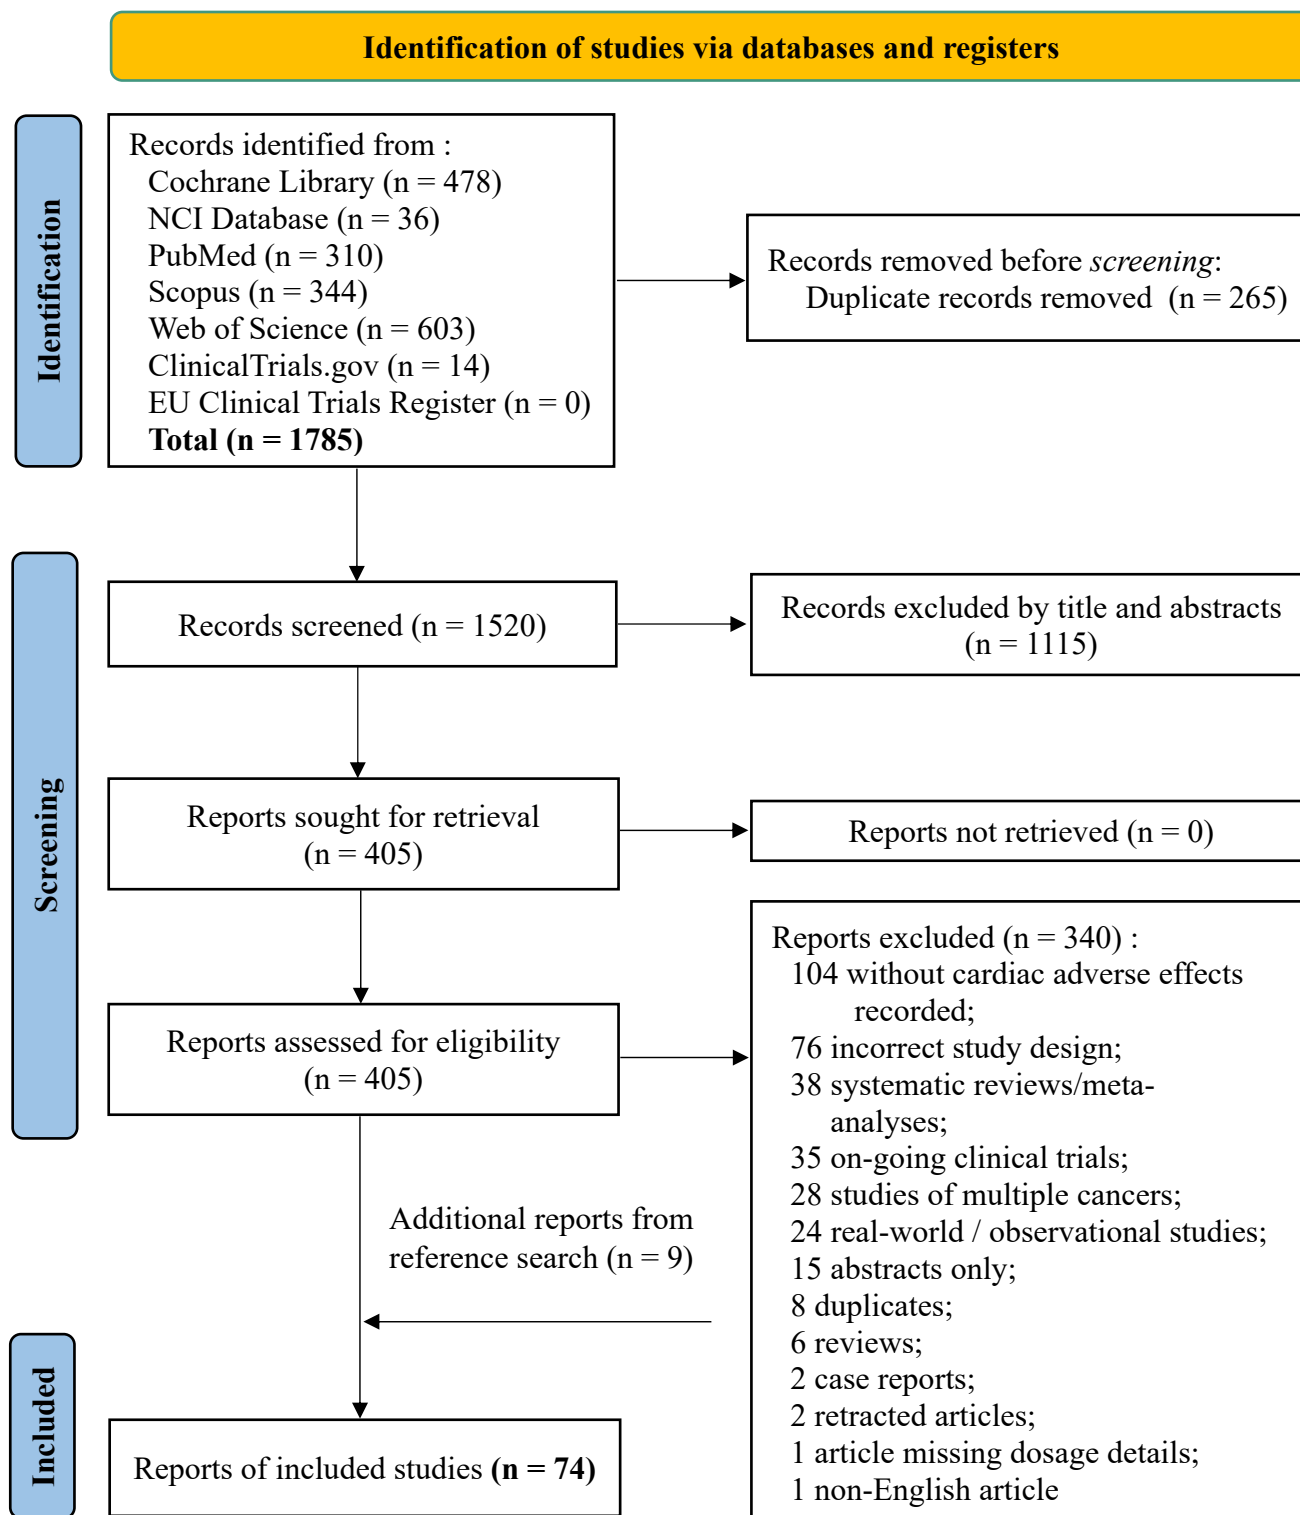 Identification of studies via databases and registers
Identification
Records identified from :
Cochrane Library (n = 478)
NCI Database (n = 36)
PubMed (n = 310)
Scopus (n = 344)
Web of Science (n = 603)
ClinicalTrials.gov (n = 14)
EU Clinical Trials Register (n = 0)
Total (n = 1785)
Records removed before screening:
Duplicate records removed (n = 265)
Screening
Records screened (n = 1520)
Records excluded by title and abstracts
(n = 1115)
Reports sought for retrieval
(n = 405)
Reports not retrieved (n = 0)
Reports assessed for eligibility
(n = 405)
Reports excluded (n = 340) :
104 without cardiac adverse effects
recorded;
76 incorrect study design;
38 systematic reviews/meta-
analyses;
35 on-going clinical trials;
28 studies of multiple cancers;
24 real-world / observational studies;
15 abstracts only;
8 duplicates;
6 reviews;
2 case reports;
2 retracted articles;
1 article missing dosage details;
1 non-English article
Additional reports from
reference search (n = 9)
Included
Reports of included studies (n = 74)